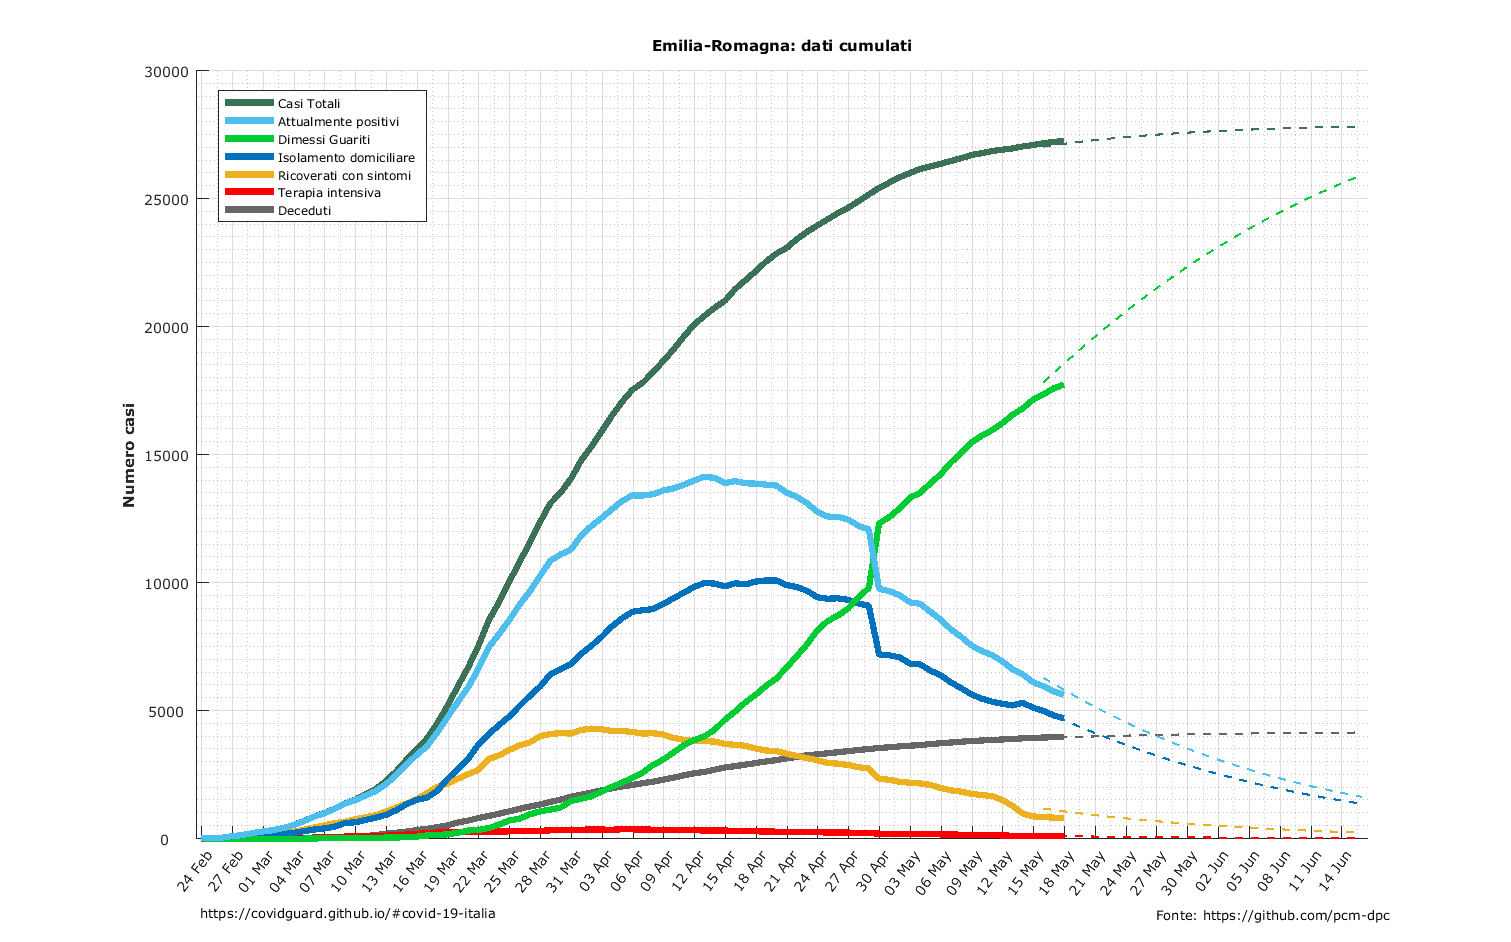 Emilia-Romagna: dati cumulati
30000
25000
20000
15000
10000
5000
0
Numero casi
Casi Totali
Attualmente positivi
Dimessi Guariti
Isolamento domiciliare
Ricoverati con sintomi
Terapia intensiva
Deceduti
24 Feb
27 Feb
01 Mar
04 Mar
07 Mar
10 Mar
13 Mar
16 Mar
19 Mar
22 Mar
25 Mar
28 Mar
31 Mar
03 Apr
06 Apr
09 Apr
12 Apr
15 Apr
18 Apr
21 Apr
24 Apr
27 Apr
30 Apr
03 May
06 May
09 May
12 May
15 May
18 May
21 May
24 May
27 May
30 May
02 Jun
05 Jun
08 Jun
11 Jun
14 Jun
https://covidguard.github.io/#covid-19-italia
Fonte: https://github.com/pcm-dpc